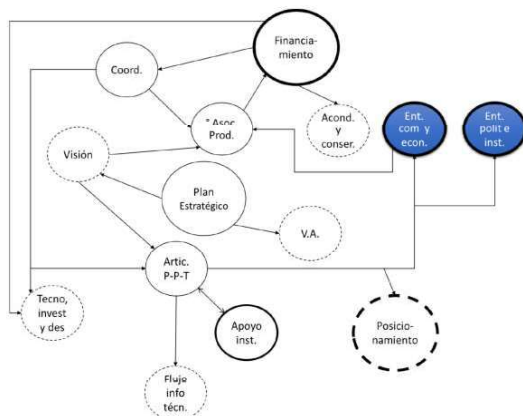 Financia-
miento
Coord.
Asoc
Prod.
Acond.
y
conser.
Ent.
com y
econ.
Ent.
polit e
inst.
Visión
Plan
Estratégico
V.A.
Artic.
P-P-T
Tecno,
invest
y des
Apoyo
inst.
Posicio-
namiento
Flujo
info
técn.